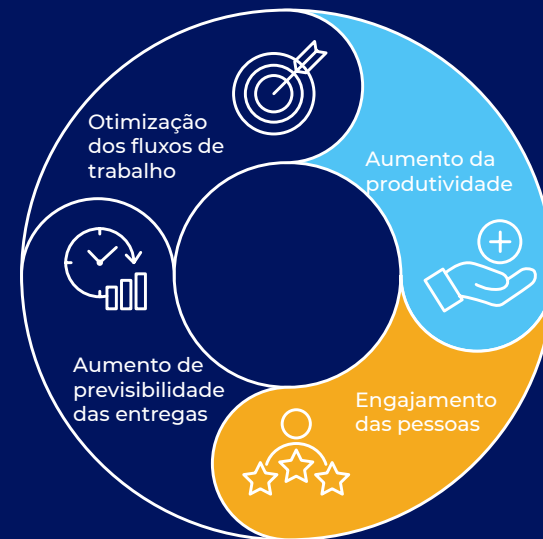 Otimização
dos fluxos de
trabalho
Aumento da
produtividade
Aumento de
previsibilidade
das entregas
Engajamento
das pessoas